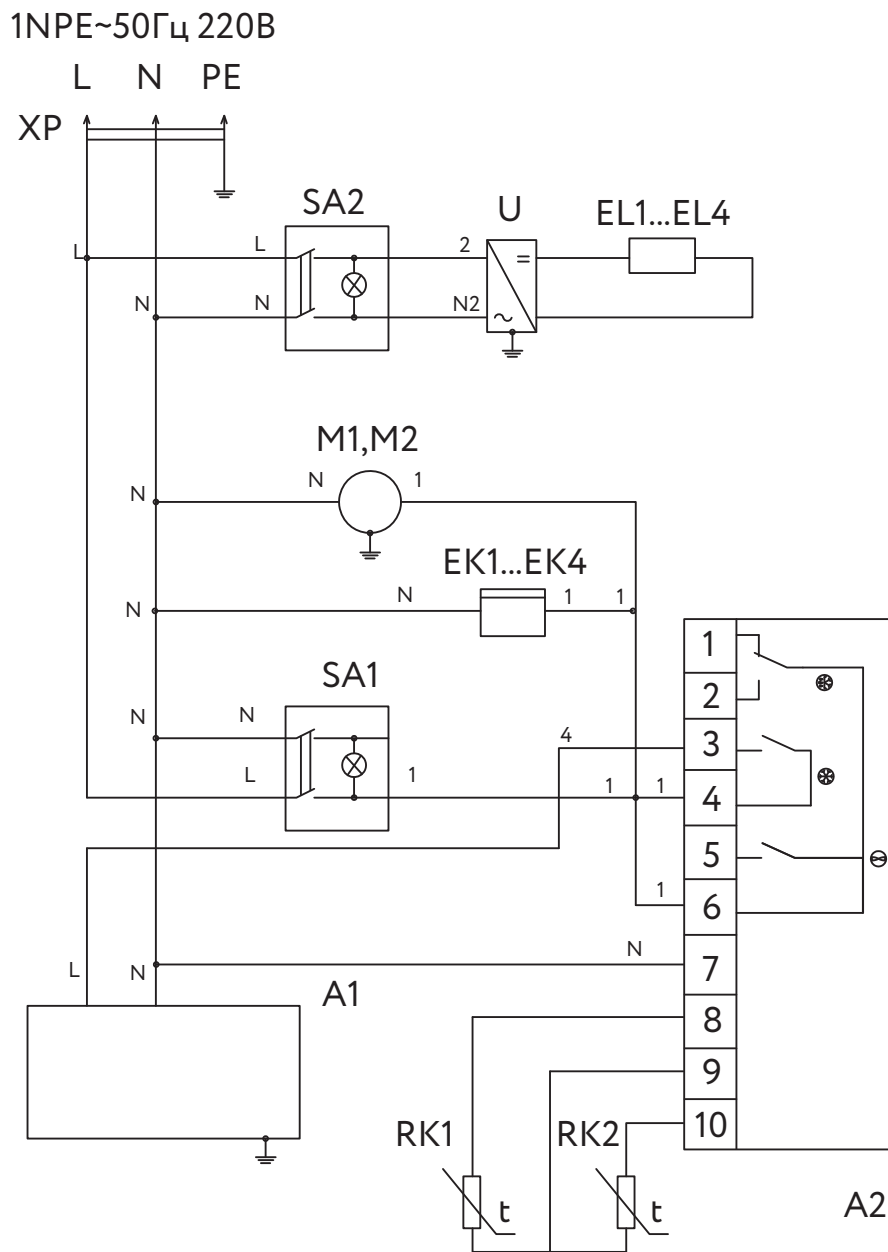 1NPE~50Гц 220В
L N PE
XP
SA2 U EL1...EL4
L L 2 =
N N N2 ~
M1,M2
N N 1
EK1...EK4
N N 1 1
1
SA1
2
N N 4 3
L 1 1 1 4
5
1 6
N 7
L N A1
8
9
RK1 RK2 10
t t A2